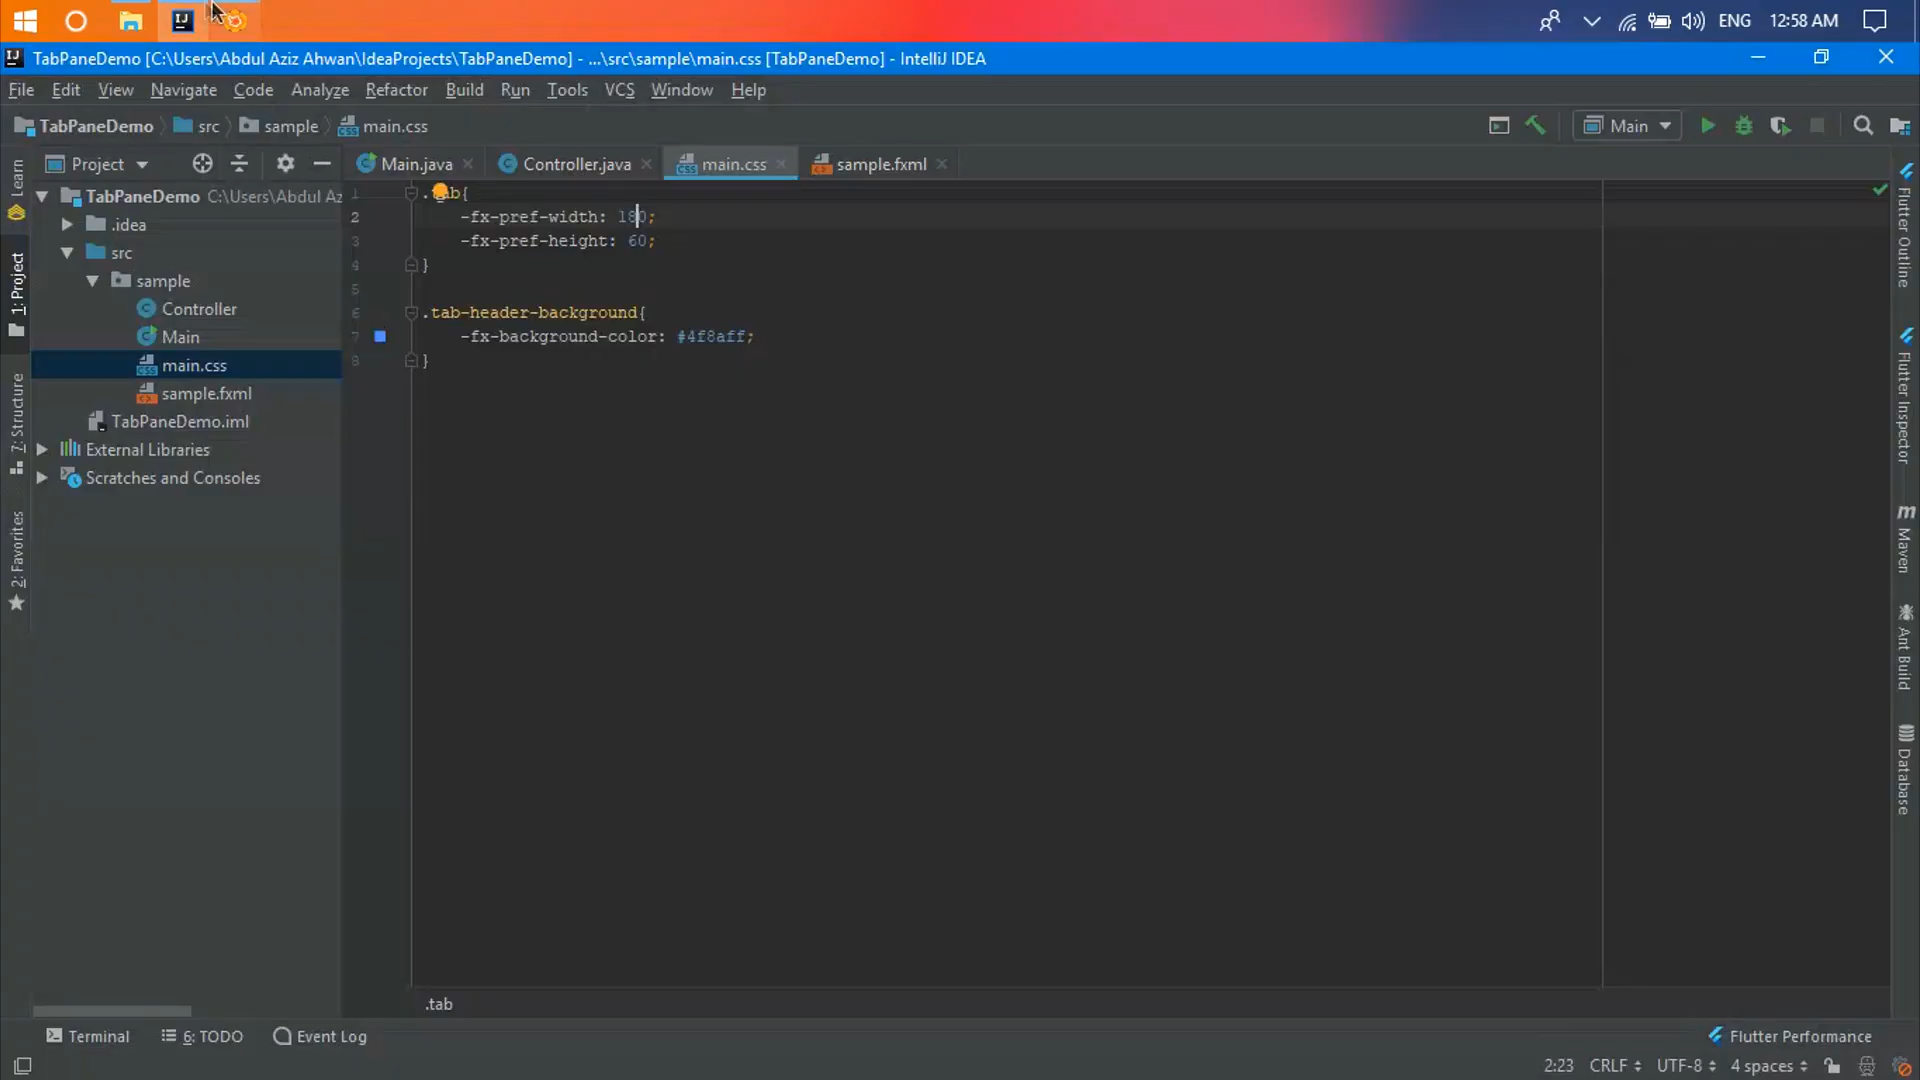 ENG 12:58 AM
TabPaneDemo [C:\Users\Abdul Aziz Ahwan\IdeaProjects\TabPaneDemo] - ...\src\sample\main.css [TabPaneDemo] - IntelliJ IDEA
File Edit View Navigate Code Analyze Refactor Build Run Tools VCS Window Help
TabPaneDemo src sample main.css Main
Project Main.java Controller.java main.css sample.fxml
TabPaneDemo C:\Users\Abdul Az
.idea
src
sample
Controller
Main
main.css
sample.fxml
TabPaneDemo.iml
External Libraries
Scratches and Consoles
Learn
1: Project
7: Structure
2: Favorites
1
2 -fx-pref-width: 180;
3 -fx-pref-height: 60;
4 }
5
6 .tab-header-background{
7 -fx-background-color: #4f8aff;
8 }
.tab
Flutter Outline
Flutter Inspector
Maven
Ant Build
Database
Terminal 6: TODO Event Log Flutter Performance
2:23 CRLF UTF-8 4 spaces